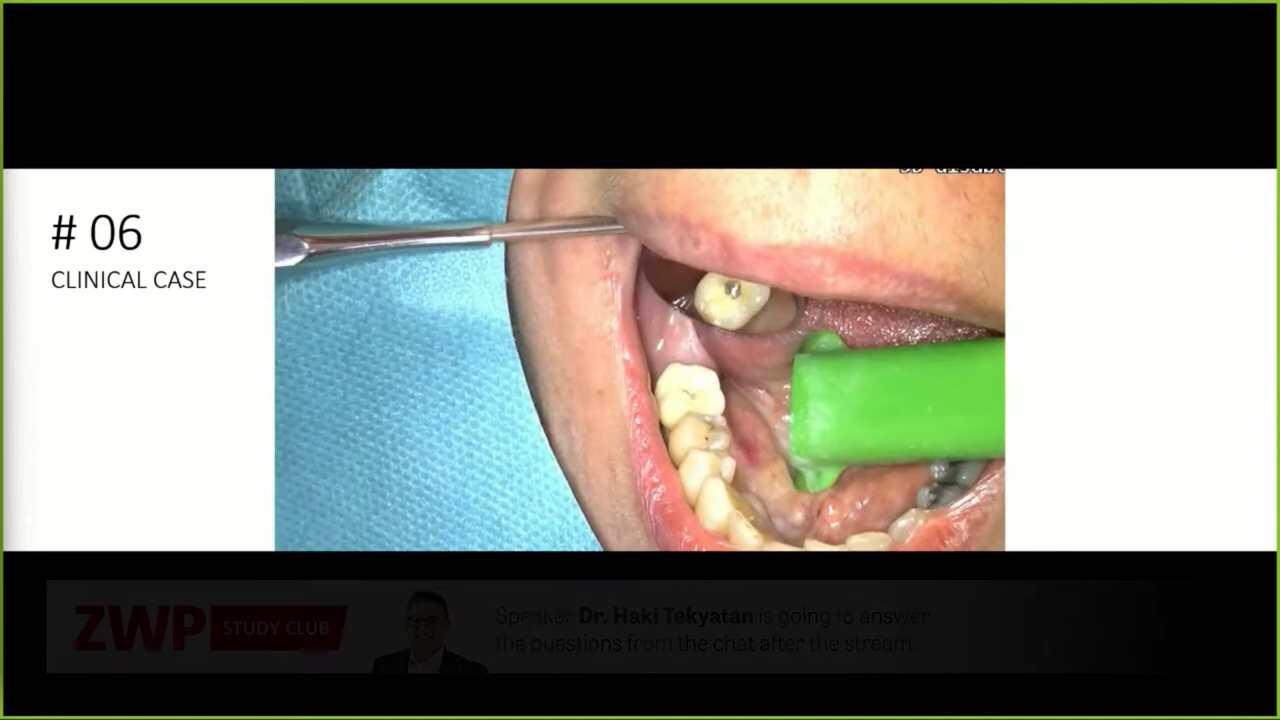 # 06
CLINICAL CASE
ZWP STUDY CLUB
Speaker Dr. Haki Tekyatan is going to answer
the questions from the chat after the stream.